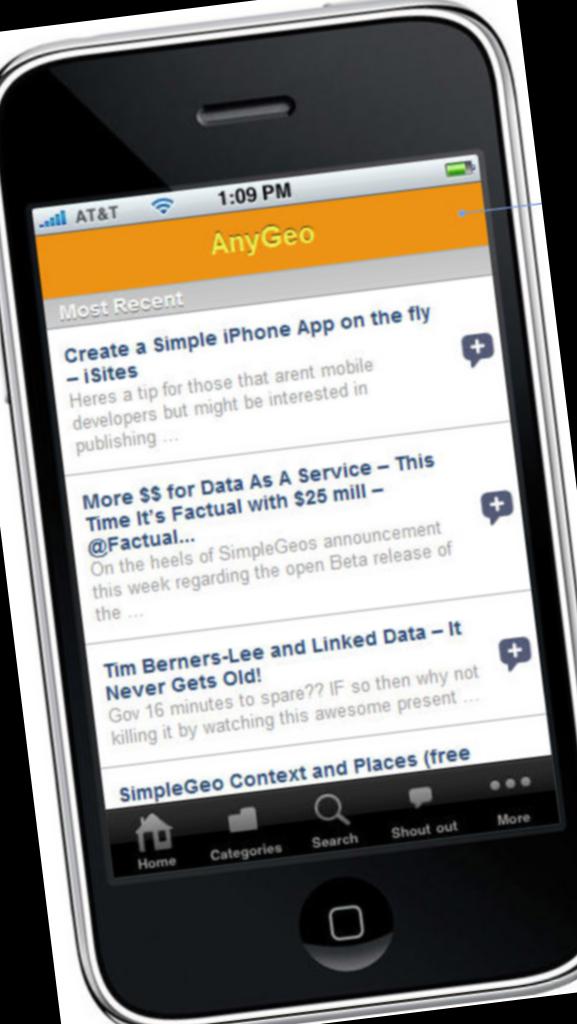 AT&T 1:09 PM
AnyGeo
Most Recent
Create a Simple iPhone App on the fly
– iSites
Heres a tip for those that arent mobile
developers but might be interested in
publishing ...
More $$ for Data As A Service – This
Time It's Factual with $25 mill –
@Factual...
On the heels of SimpleGeos announcement
this week regarding the open Beta release of
the ...
Tim Berners-Lee and Linked Data – It
Never Gets Old!
Gov 16 minutes to spare?? IF so then why not
killing it by watching this awesome present ...
SimpleGeo Context and Places (free
Home Categories Search Shout out More